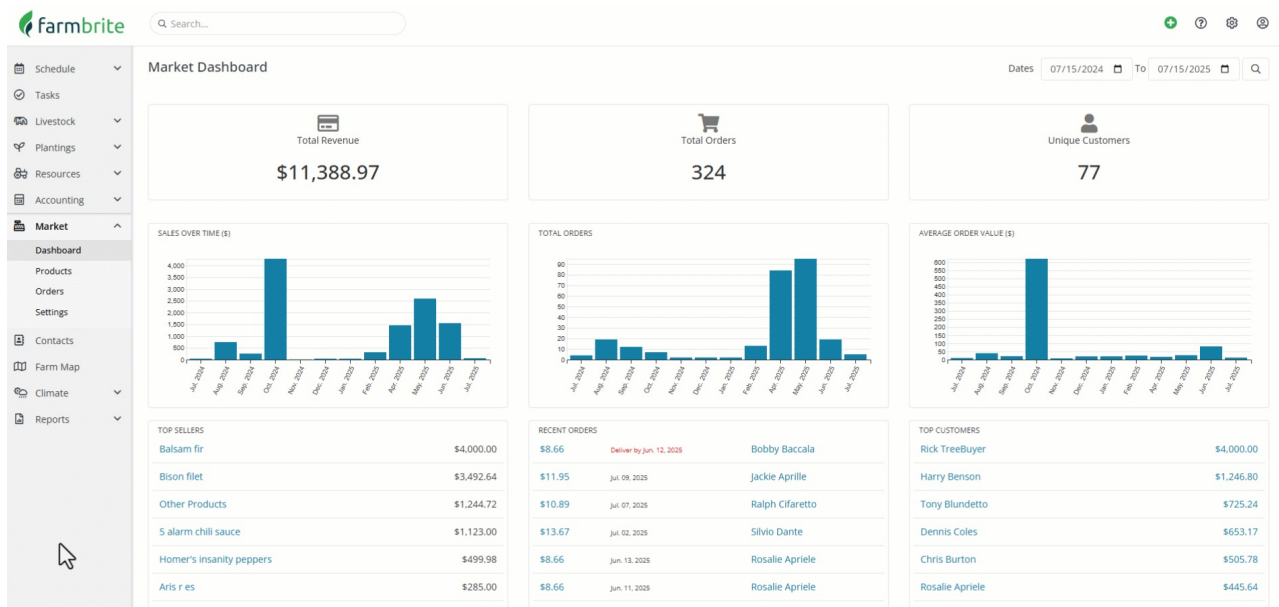 farmbrite
Search...
Schedule
Tasks
Livestock
Plantings
Resources
Accounting
Market
Dashboard
Products
Orders
Settings
Contacts
Farm Map
Climate
Reports
Market Dashboard
Dates 07/15/2024 To 07/15/2025
Total Revenue
$11,388.97
Total Orders
324
Unique Customers
77
SALES OVER TIME ($)
4,000
3,500
3,000
2,500
2,000
1,500
1,000
500
0
Jul. 2024 Aug. 2024 Sep. 2024 Oct. 2024 Nov. 2024 Dec. 2024 Jan. 2025 Feb. 2025 Apr. 2025 May. 2025 Jun. 2025 Jul. 2025
TOTAL ORDERS
90
80
70
60
50
40
30
20
10
0
Jul. 2024 Aug. 2024 Sep. 2024 Oct. 2024 Nov. 2024 Dec. 2024 Jan. 2025 Feb. 2025 Apr. 2025 May. 2025 Jun. 2025 Jul. 2025
AVERAGE ORDER VALUE ($)
600
550
500
450
400
350
300
250
200
150
100
50
0
Jul. 2024 Aug. 2024 Sep. 2024 Oct. 2024 Nov. 2024 Dec. 2024 Jan. 2025 Feb. 2025 Apr. 2025 May. 2025 Jun. 2025 Jul. 2025
TOP SELLERS
Balsam fir $4,000.00
Bison filet $3,492.64
Other Products $1,244.72
5 alarm chili sauce $1,123.00
Homer's insanity peppers $499.98
Aris r es $285.00
RECENT ORDERS
$8.66 Deliver by Jun. 12, 2025 Bobby Baccala
$11.95 Jul. 09, 2025 Jackie Aprille
$10.89 Jul. 07, 2025 Ralph Cifaretto
$13.67 Jul. 02, 2025 Silvio Dante
$8.66 Jun. 13, 2025 Rosalie Apriele
$8.66 Jun. 11, 2025 Rosalie Apriele
TOP CUSTOMERS
Rick TreeBuyer $4,000.00
Harry Benson $1,246.80
Tony Blundetto $725.24
Dennis Coles $653.17
Chris Burton $505.78
Rosalie Apriele $445.64